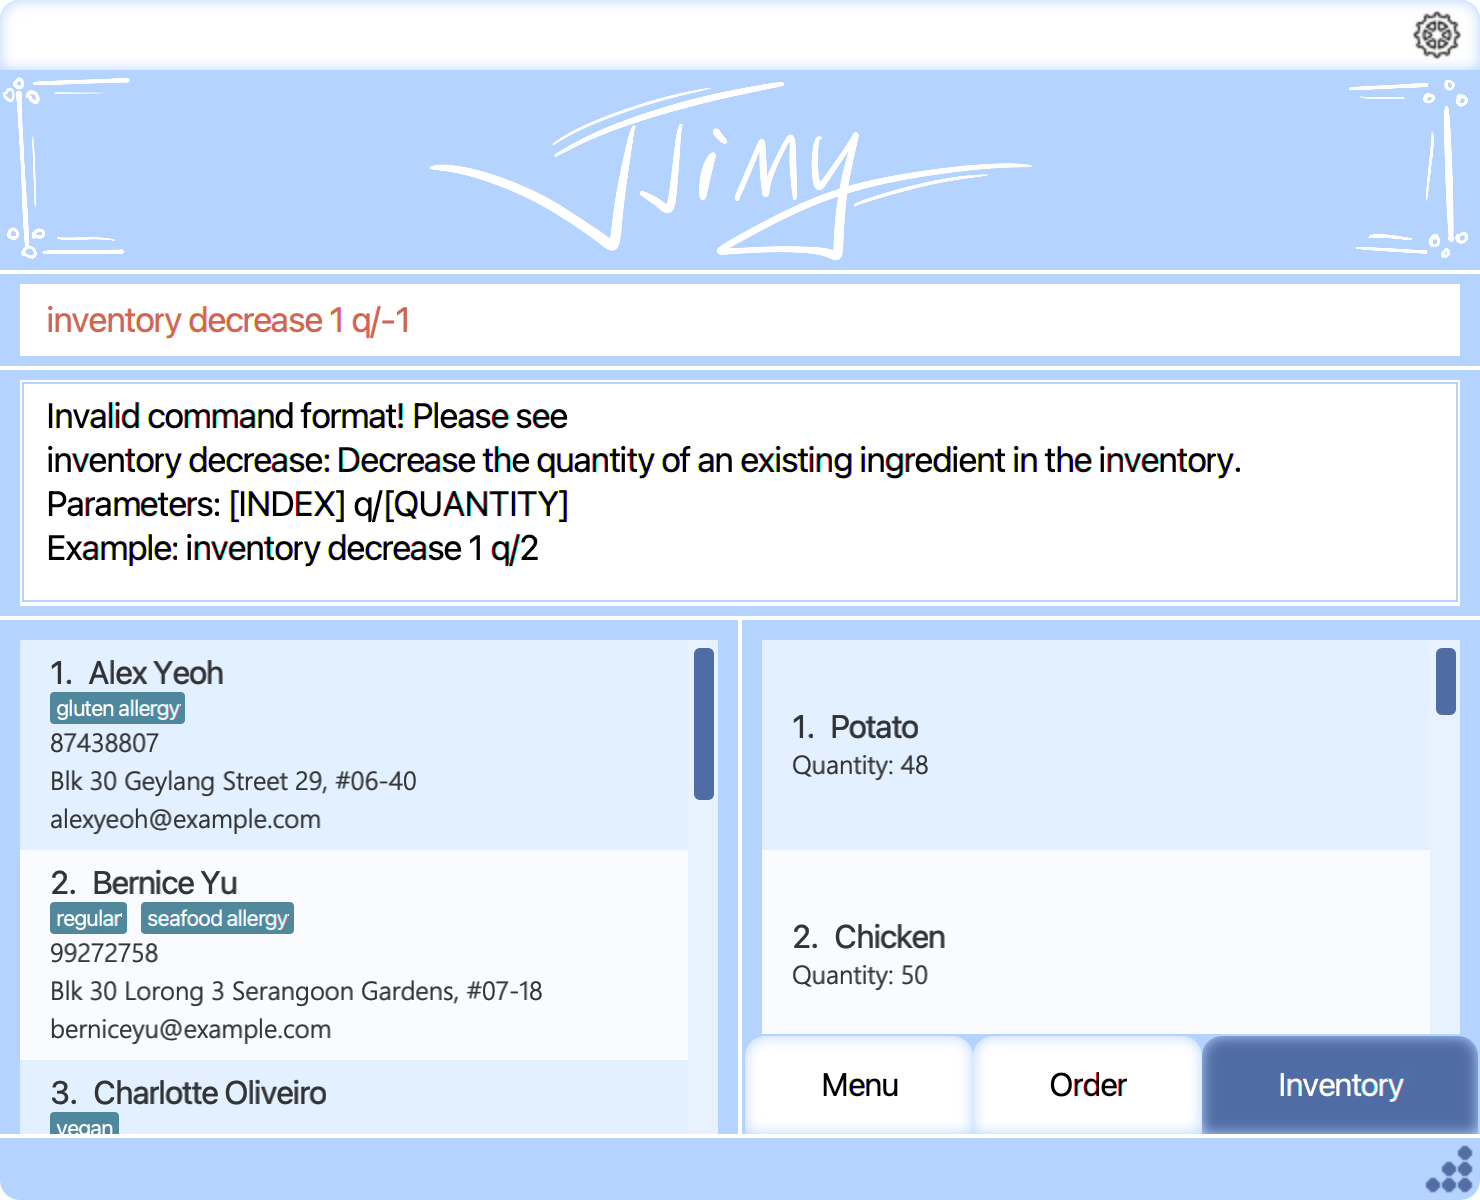 JJimy
inventory decrease 1 q/-1
Invalid command format! Please see
inventory decrease: Decrease the quantity of an existing ingredient in the inventory.
Parameters: [INDEX] q/[QUANTITY]
Example: inventory decrease 1 q/2
1. Alex Yeoh
gluten allergy
87438807
Blk 30 Geylang Street 29, #06-40
alexyeoh@example.com
2. Bernice Yu
regular seafood allergy
99272758
Blk 30 Lorong 3 Serangoon Gardens, #07-18
berniceyu@example.com
3. Charlotte Oliveiro
vegan
1. Potato
Quantity: 48
2. Chicken
Quantity: 50
Menu
Order
Inventory